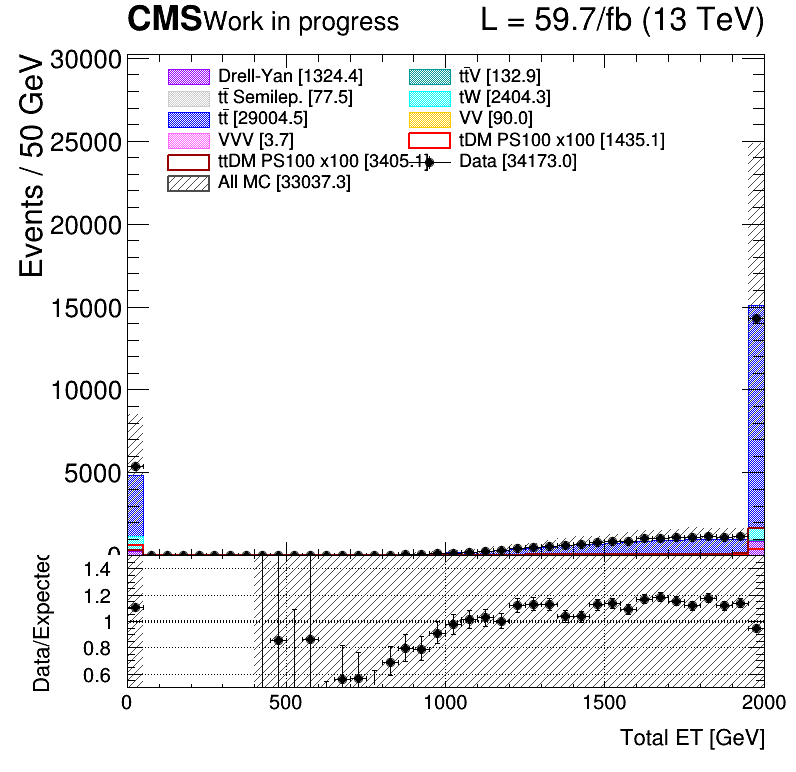 CMS Work in progress L = 59.7/fb (13 TeV)
Events / 50 GeV
30000
25000
20000
15000
10000
5000
0
Drell-Yan [1324.4] tt̄V [132.9]
tt̄ Semilep. [77.5] tW [2404.3]
tt̄ [29004.5] VV [90.0]
VVV [3.7] tDM PS100 x100 [1435.1]
ttDM PS100 x100 [3405.1] Data [34173.0]
All MC [33037.3]
Data/Expected
1.4
1.2
1
0.8
0.6
0 500 1000 1500 2000
Total ET [GeV]